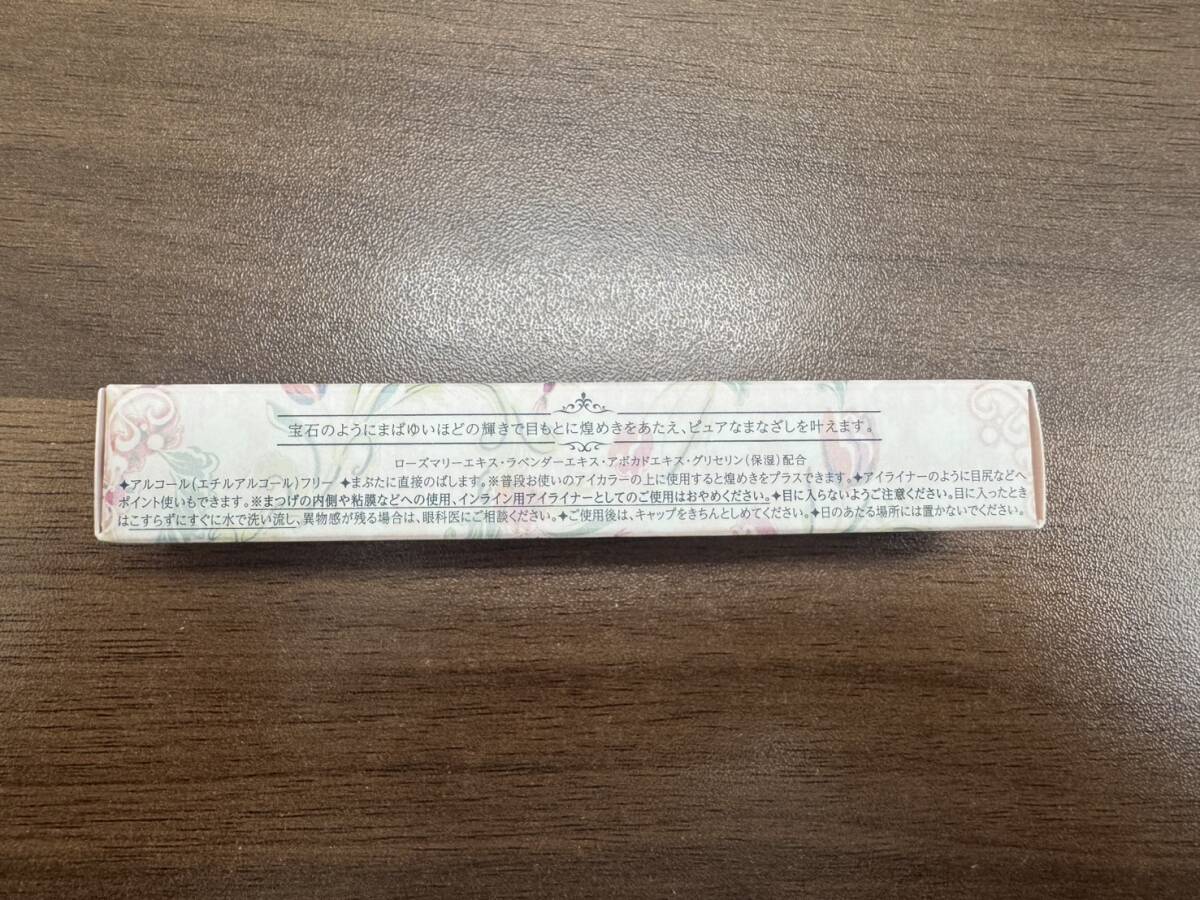 宝石のようにまばゆいほどの輝きで目もとに煌めきをあたえ、ピュアなまなざしを叶えます。
ローズマリーエキス・ラベンダーエキス・アボカドエキス・グリセリン(保湿)配合
✦アルコール(エチルアルコール)フリー ✦まぶたに直接のばします。※普段お使いのアイカラーの上に使用すると煌めきをプラスできます。✦アイライナーのように目尻などへ
ポイント使いもできます。※まつげの内側や粘膜などへの使用、インライン用アイライナーとしてのご使用はおやめください。✦目に入らないようご注意ください。目に入ったとき
はこすらずにすぐに水で洗い流し、異物感が残る場合は、眼科医にご相談ください。✦ご使用後は、キャップをきちんとしめてください。✦日のあたる場所には置かないでください。